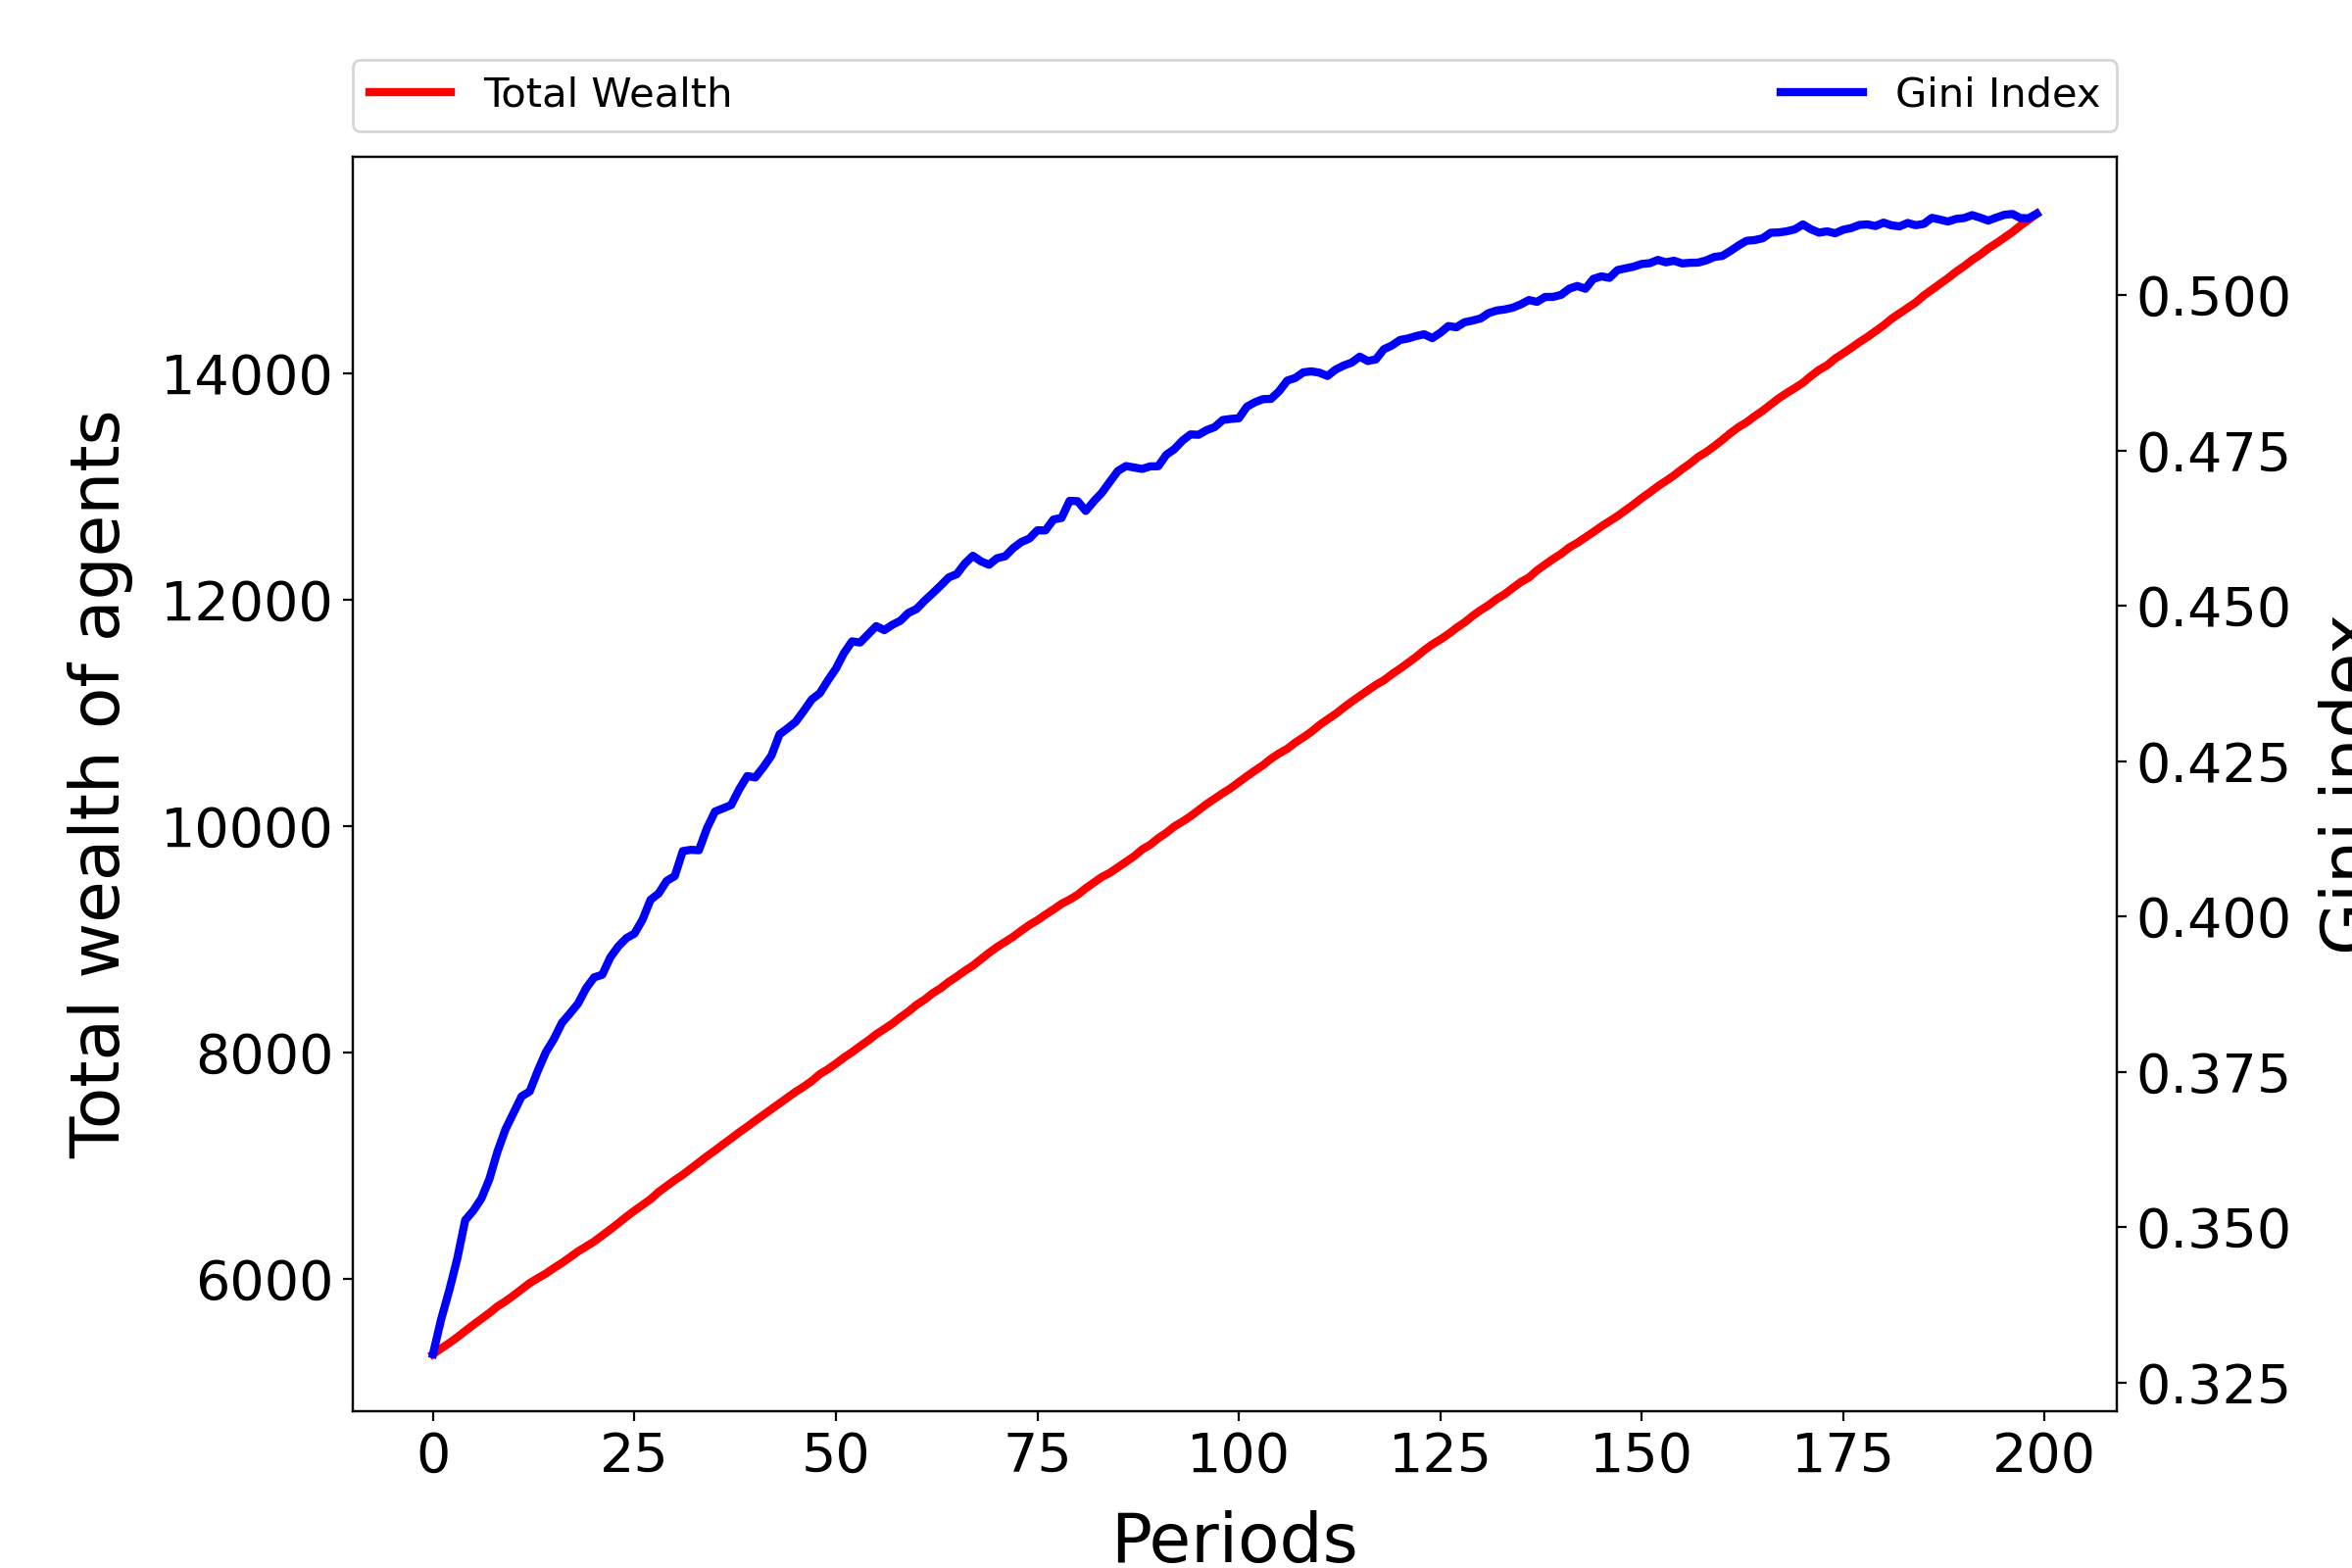 Total Wealth
Gini Index
Total wealth of agents
14000
12000
10000
8000
6000
0.500
0.475
0.450
0.425
0.400
0.375
0.350
0.325
Gini index
0 25 50 75 100 125 150 175 200
Periods